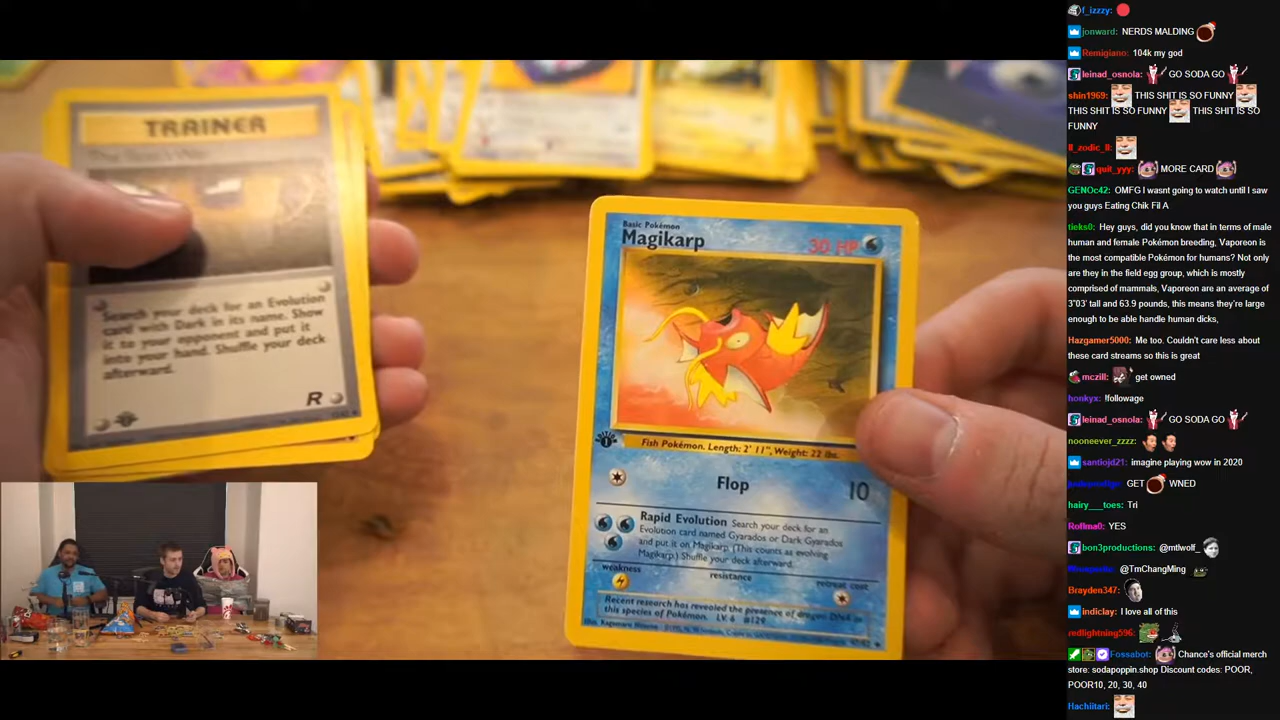 TRAINER
Search your deck for an Evolution
card with Dark in its name. Show
it to your opponent and put it
into your hand. Shuffle your deck
afterward.
R
Basic Pokémon
Magikarp
30 HP
Fish Pokémon. Length: 2' 11", Weight: 22 lbs.
Flop
10
Rapid Evolution Search your deck for an
Evolution card named Gyarados or Dark Gyarados
and put it on Magikarp. (This counts as evolving
Magikarp.) Shuffle your deck afterward.
weakness
resistance
retreat cost
Recent research has revealed the presence of dragon DNA in
this species of Pokémon. LV. 6 #129
f_izzzy:
jonward: NERDS MALDING
Remigiano: 104k my god
leinad_osnola: GO SODA GO
shin1969: THIS SHIT IS SO FUNNY
THIS SHIT IS SO FUNNY THIS SHIT IS SO
FUNNY
ll_zodic_ll:
quit_yyy: MORE CARD
GENOc42: OMFG I wasnt going to watch until I saw
you guys Eating Chik Fil A
tieks0: Hey guys, did you know that in terms of male
human and female Pokémon breeding, Vaporeon is
the most compatible Pokémon for humans? Not only
are they in the field egg group, which is mostly
comprised of mammals, Vaporeon are an average of
3"03' tall and 63.9 pounds, this means they're large
enough to be able handle human dicks,
Hazgamer5000: Me too. Couldn't care less about
these card streams so this is great
mczill: get owned
honkyx: !followage
leinad_osnola: GO SODA GO
nooneever_zzzz:
santiojd21: imagine playing wow in 2020
GET WNED
hairy___toes: Tri
Roflma0: YES
bon3productions: @mtlwolf_
@TmChangMing
Brayden347:
indiclay: I love all of this
redlightning596:
Fossabot: Chance's official merch
store: sodapoppin.shop Discount codes: POOR,
POOR10, 20, 30, 40
Hachiitari: